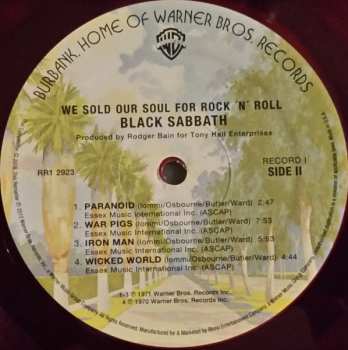 BURBANK, HOME OF WARNER BROS. RECORDS
WE SOLD OUR SOUL FOR ROCK 'N' ROLL
BLACK SABBATH
Produced by Rodger Bain for Tony Hall Enterprises
RR1 2923
RECORD I
SIDE II
1. PARANOID (Iommi/Osbourne/Butler/Ward) 2:47
Essex Music International Inc. (ASCAP)
2. WAR PIGS (Iommi/Osbourne/Butler/Ward) 7:53
Essex Music International Inc. (ASCAP)
3. IRON MAN (Iommi/Osbourne/Butler/Ward) 5:53
Essex Music International Inc. (ASCAP)
4. WICKED WORLD (Iommi/Osbourne/Butler/Ward) 4:44
Essex Music International Inc. (ASCAP)
1-3 ℗ 1971 Warner Bros. Records Inc.
4 ℗ 1970 Warner Bros. Records Inc.